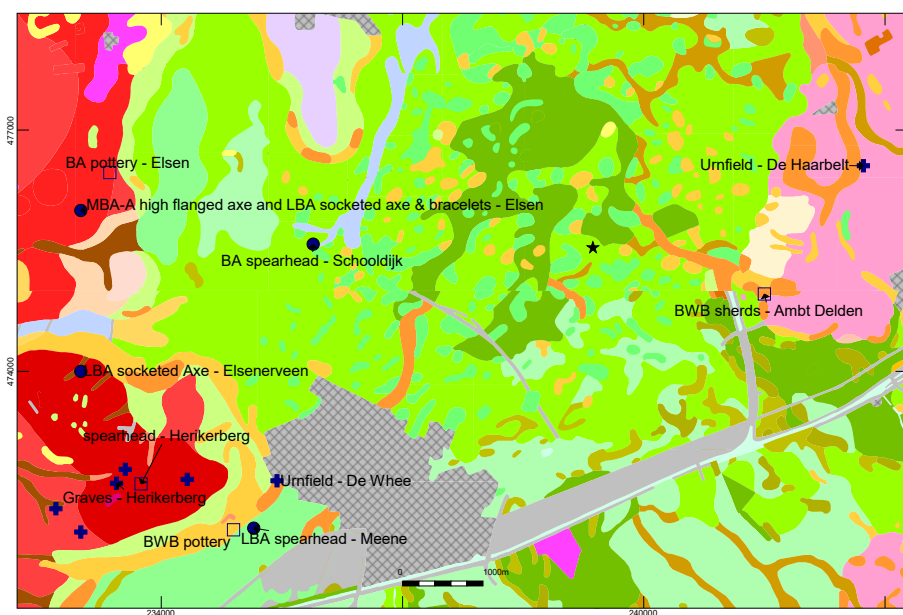 477000
BA pottery - Elsen
Urnfield - De Haarbelt
MBA-A high flanged axe and LBA socketed axe & bracelets - Elsen
BA spearhead - Schooldijk
BWB sherds - Ambt Delden
474000
LBA socketed Axe - Elsenerveen
spearhead - Herikerberg
Urnfield - De Whee
Graves - Herikerberg
BWB pottery
LBA spearhead - Meene
0
1000m
234000
240000